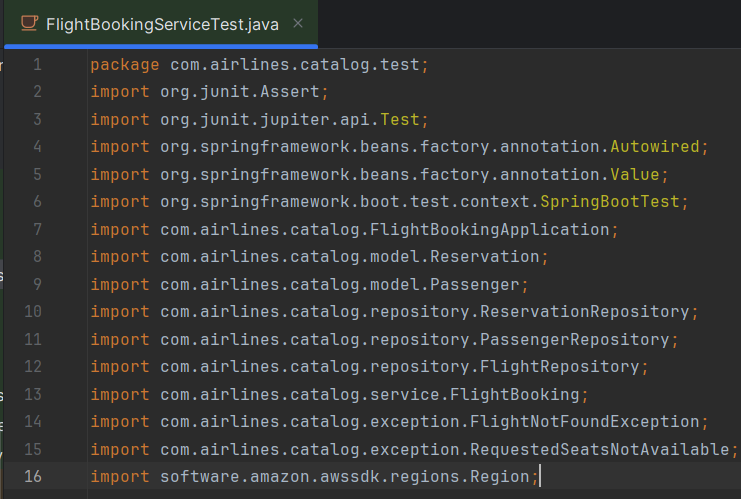 FlightBookingServiceTest.java
1 package com.airlines.catalog.test;
2 import org.junit.Assert;
3 import org.junit.jupiter.api.Test;
4 import org.springframework.beans.factory.annotation.Autowired;
5 import org.springframework.beans.factory.annotation.Value;
6 import org.springframework.boot.test.context.SpringBootTest;
7 import com.airlines.catalog.FlightBookingApplication;
8 import com.airlines.catalog.model.Reservation;
9 import com.airlines.catalog.model.Passenger;
10 import com.airlines.catalog.repository.ReservationRepository;
11 import com.airlines.catalog.repository.PassengerRepository;
12 import com.airlines.catalog.repository.FlightRepository;
13 import com.airlines.catalog.service.FlightBooking;
14 import com.airlines.catalog.exception.FlightNotFoundException;
15 import com.airlines.catalog.exception.RequestedSeatsNotAvailable;
16 import software.amazon.awssdk.regions.Region;